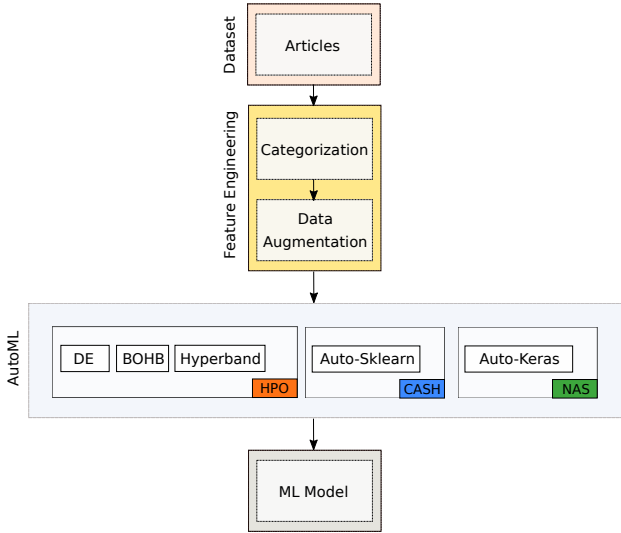 Dataset
Articles
Feature Engineering
Categorization
Data
Augmentation
AutoML
DE
BOHB
Hyperband
HPO
Auto-Sklearn
CASH
Auto-Keras
NAS
ML Model